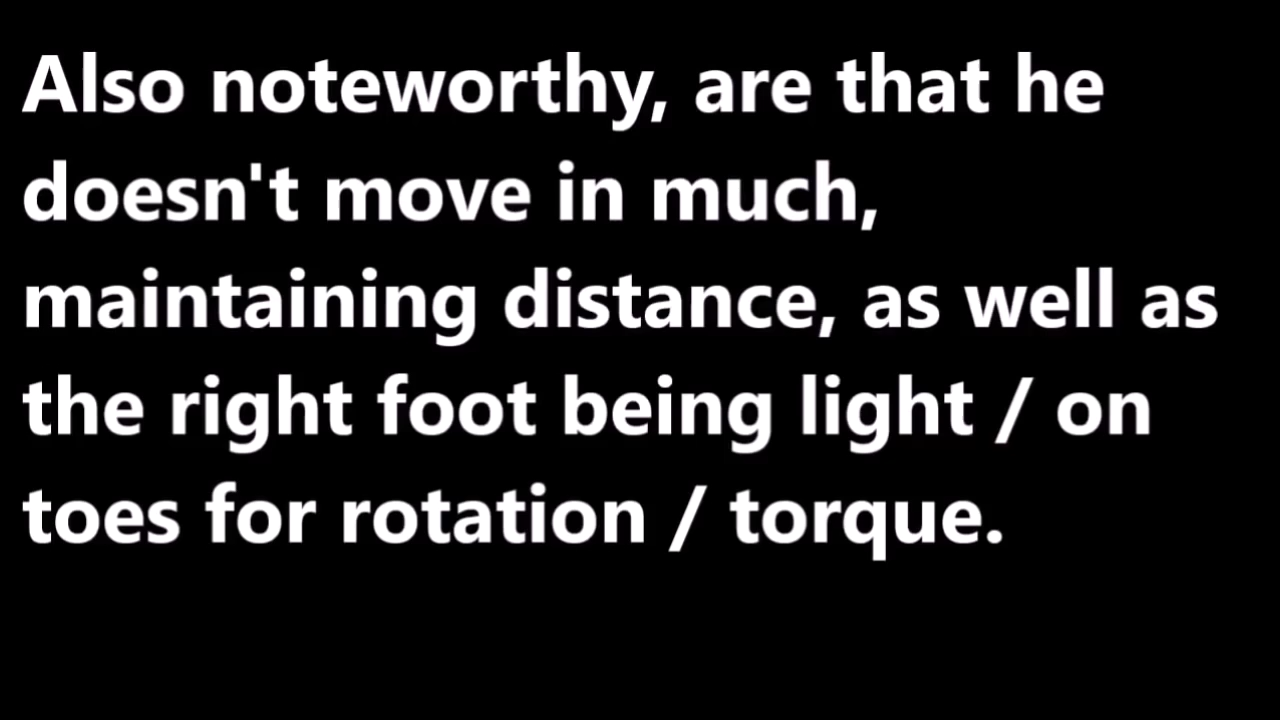 Also noteworthy, are that he
doesn't move in much,
maintaining distance, as well as
the right foot being light / on
toes for rotation / torque.